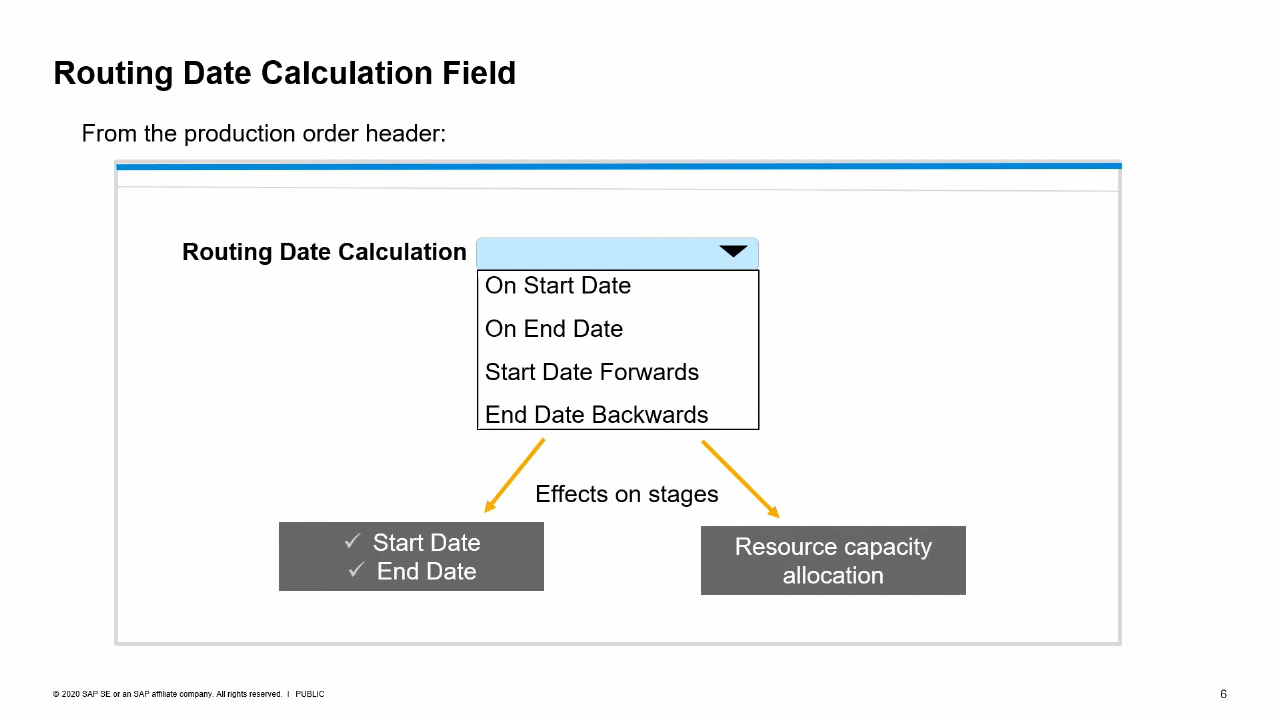 Routing Date Calculation Field
From the production order header:
Routing Date Calculation
On Start Date
On End Date
Start Date Forwards
End Date Backwards
Effects on stages
✓ Start Date
✓ End Date
Resource capacity
allocation
© 2020 SAP SE or an SAP affiliate company. All rights reserved. I PUBLIC
6